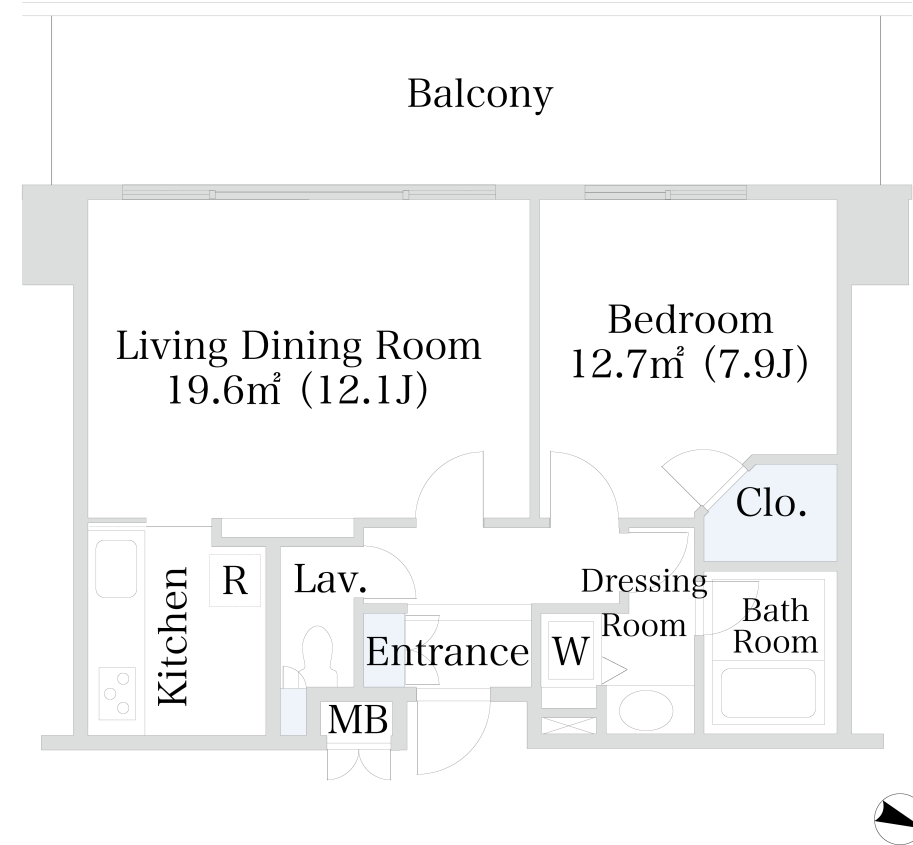 Balcony
Living Dining Room
19.6㎡ (12.1J)
Bedroom
12.7㎡ (7.9J)
Clo.
Kitchen
R
Lav.
Dressing
Room
Bath
Room
Entrance
W
MB